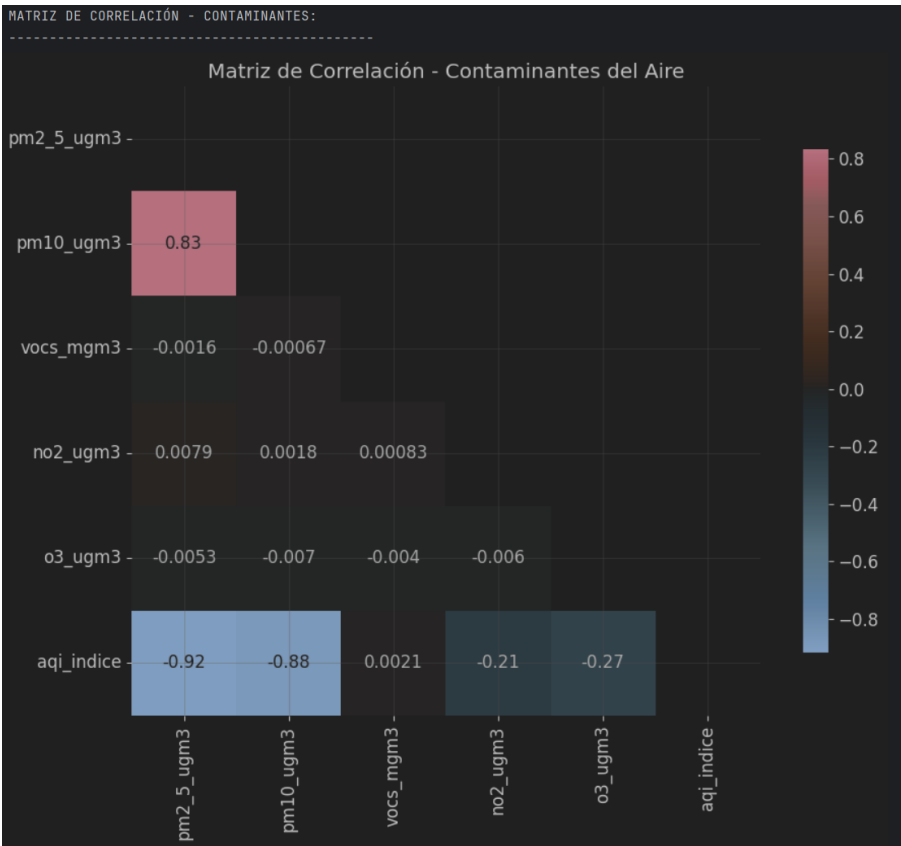 MATRIZ DE CORRELACIÓN - CONTAMINANTES:
---------------------------------------------
Matriz de Correlación - Contaminantes del Aire
pm2_5_ugm3
pm10_ugm3 0.83
vocs_mgm3 -0.0016 -0.00067
no2_ugm3 0.0079 0.0018 0.00083
o3_ugm3 -0.0053 -0.007 -0.004 -0.006
aqi_indice -0.92 -0.88 0.0021 -0.21 -0.27
pm2_5_ugm3 pm10_ugm3 vocs_mgm3 no2_ugm3 o3_ugm3 aqi_indice
0.8
0.6
0.4
0.2
0.0
−0.2
−0.4
−0.6
−0.8